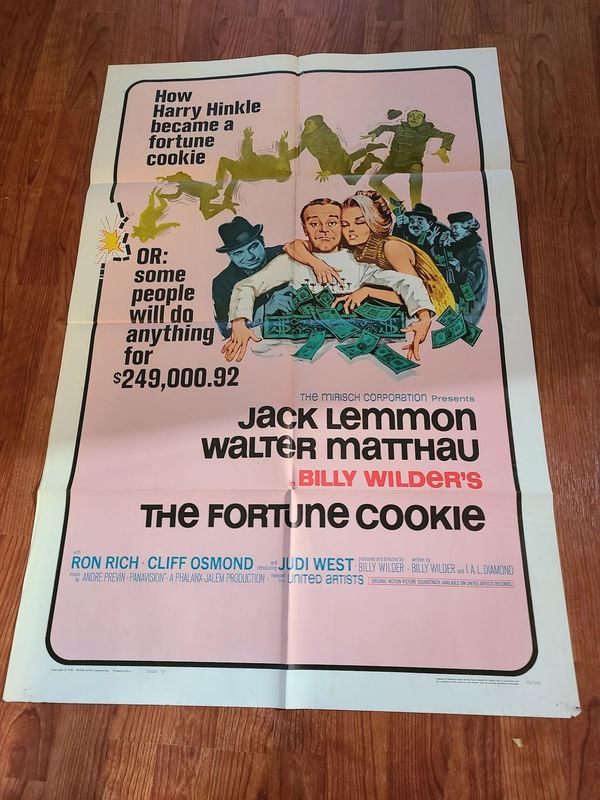 How
Harry Hinkle
became a
fortune
cookie
OR:
some
people
will do
anything
for
$249,000.92
THE MIRISCH CORPORATION Presents
JACK LEMMON
WALTER MATTHAU
in BILLY WILDER'S
THE FORTUNE COOKIE
with RON RICH · CLIFF OSMOND · and introducing JUDI WEST · produced and directed by BILLY WILDER · written by BILLY WILDER and I.A.L. DIAMOND
music by ANDRE PREVIN · PANAVISION® · A PHALANX-JALEM PRODUCTION · released thru UNITED ARTISTS ORIGINAL MOTION PICTURE SOUNDTRACK AVAILABLE ON UNITED ARTISTS RECORDS